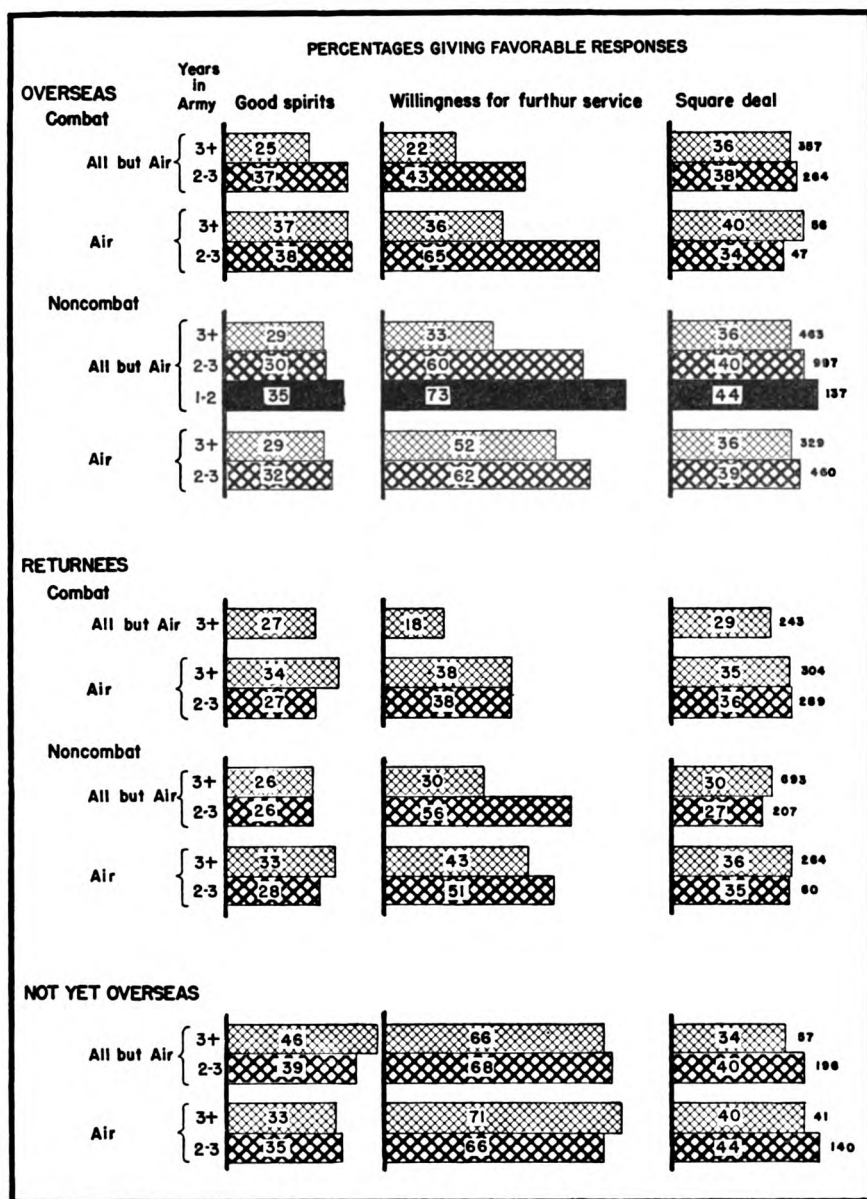 PERCENTAGES GIVING FAVORABLE RESPONSES
Years in Army
Good spirits Willingness for furthur service Square deal
OVERSEAS
Combat
All but Air 3+ 25 22 36 357
2-3 37 43 38 264
Air 3+ 37 36 40 56
2-3 38 65 34 47
Noncombat
All but Air 3+ 29 33 36 463
2-3 30 60 40 997
1-2 35 73 44 137
Air 3+ 29 52 36 329
2-3 32 62 39 460
RETURNEES
Combat
All but Air 3+ 27 18 29 243
Air 3+ 34 38 35 304
2-3 27 38 36 269
Noncombat
All but Air 3+ 26 30 30 693
2-3 26 56 27 207
Air 3+ 33 43 36 264
2-3 28 51 35 60
NOT YET OVERSEAS
All but Air 3+ 46 66 34 57
2-3 39 68 40 196
Air 3+ 33 71 40 41
2-3 35 66 44 140